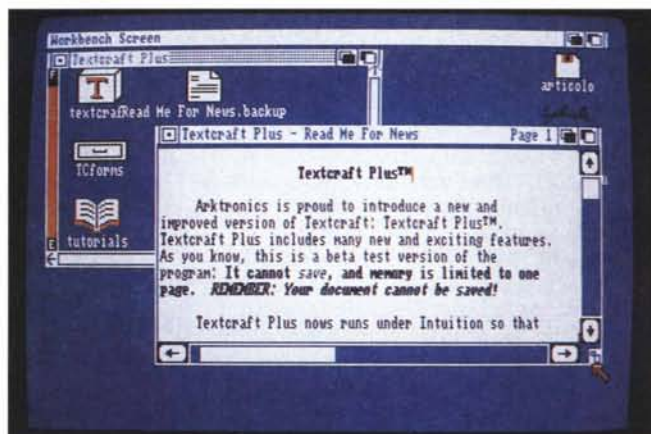 Workbench Screen
Textcraft Plus
articolo
textcraf
Read Me For News.backup
TCforms
tutorials
E
Textcraft Plus - Read Me For News Page 1
Textcraft Plus™
Arktronics is proud to introduce a new and
improved version of Textcraft: Textcraft Plus™.
Textcraft Plus includes many new and exciting features.
As you know, this is a beta test version of the
program: It cannot save, and memory is limited to one
page. REMEMBER: Your document cannot be saved!
Textcraft Plus nows runs under Intuition so that